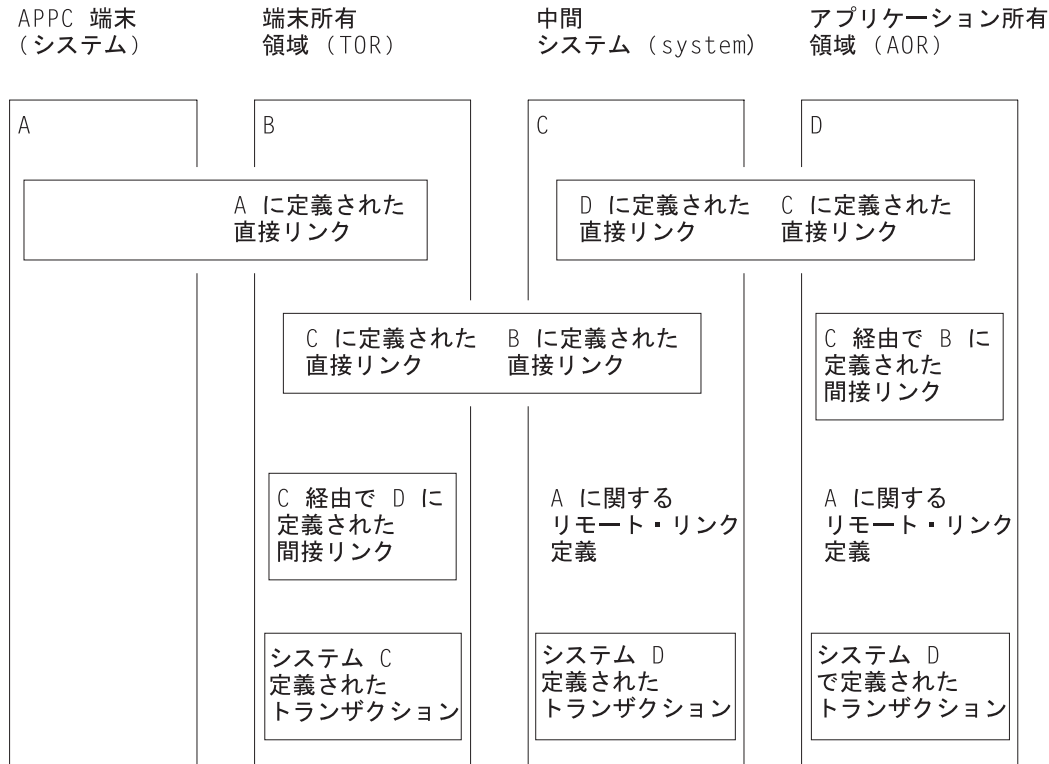 APPC 端末
(システム)
端末所有
領域 (TOR)
中間
システム (system)
アプリケーション所有
領域 (AOR)
A
B
C
D
A に定義された
直接リンク
D に定義された
直接リンク
C に定義された
直接リンク
C に定義された
直接リンク
B に定義された
直接リンク
C 経由で B に
定義された
間接リンク
C 経由で D に
定義された
間接リンク
A に関する
リモート・リンク
定義
A に関する
リモート・リンク
定義
システム C
定義された
トランザクション
システム D
定義された
トランザクション
システム D
で定義された
トランザクション